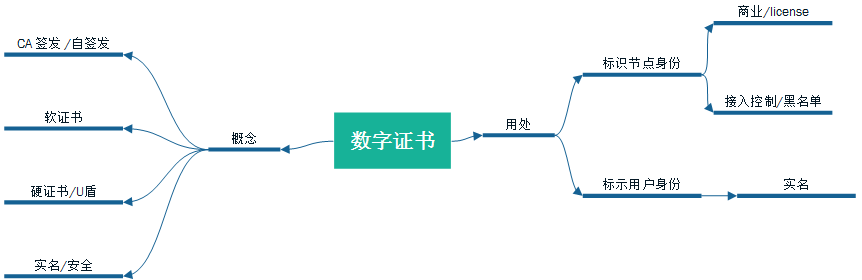 商业/license
CA 签发 /自签发
标识节点身份
接入控制/黑名单
软证书
用处
概念
数字证书
硬证书/U盾
标示用户身份
实名
实名/安全